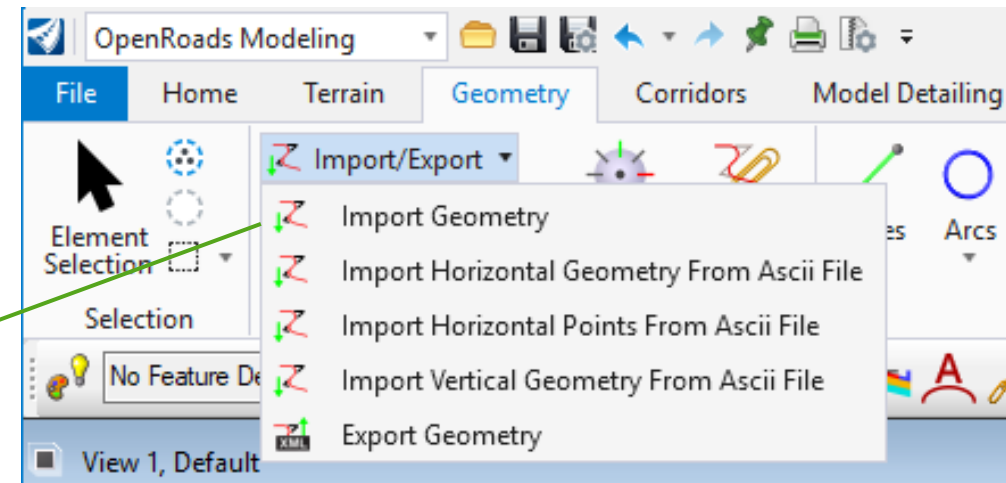 OpenRoads Modeling
File Home Terrain Geometry Corridors Model Detailing
Import/Export
Import Geometry
Element
Selection
es Arcs
Import Horizontal Geometry From Ascii File
Import Horizontal Points From Ascii File
Selection
No Feature De
Import Vertical Geometry From Ascii File
A
XML Export Geometry
View 1, Default